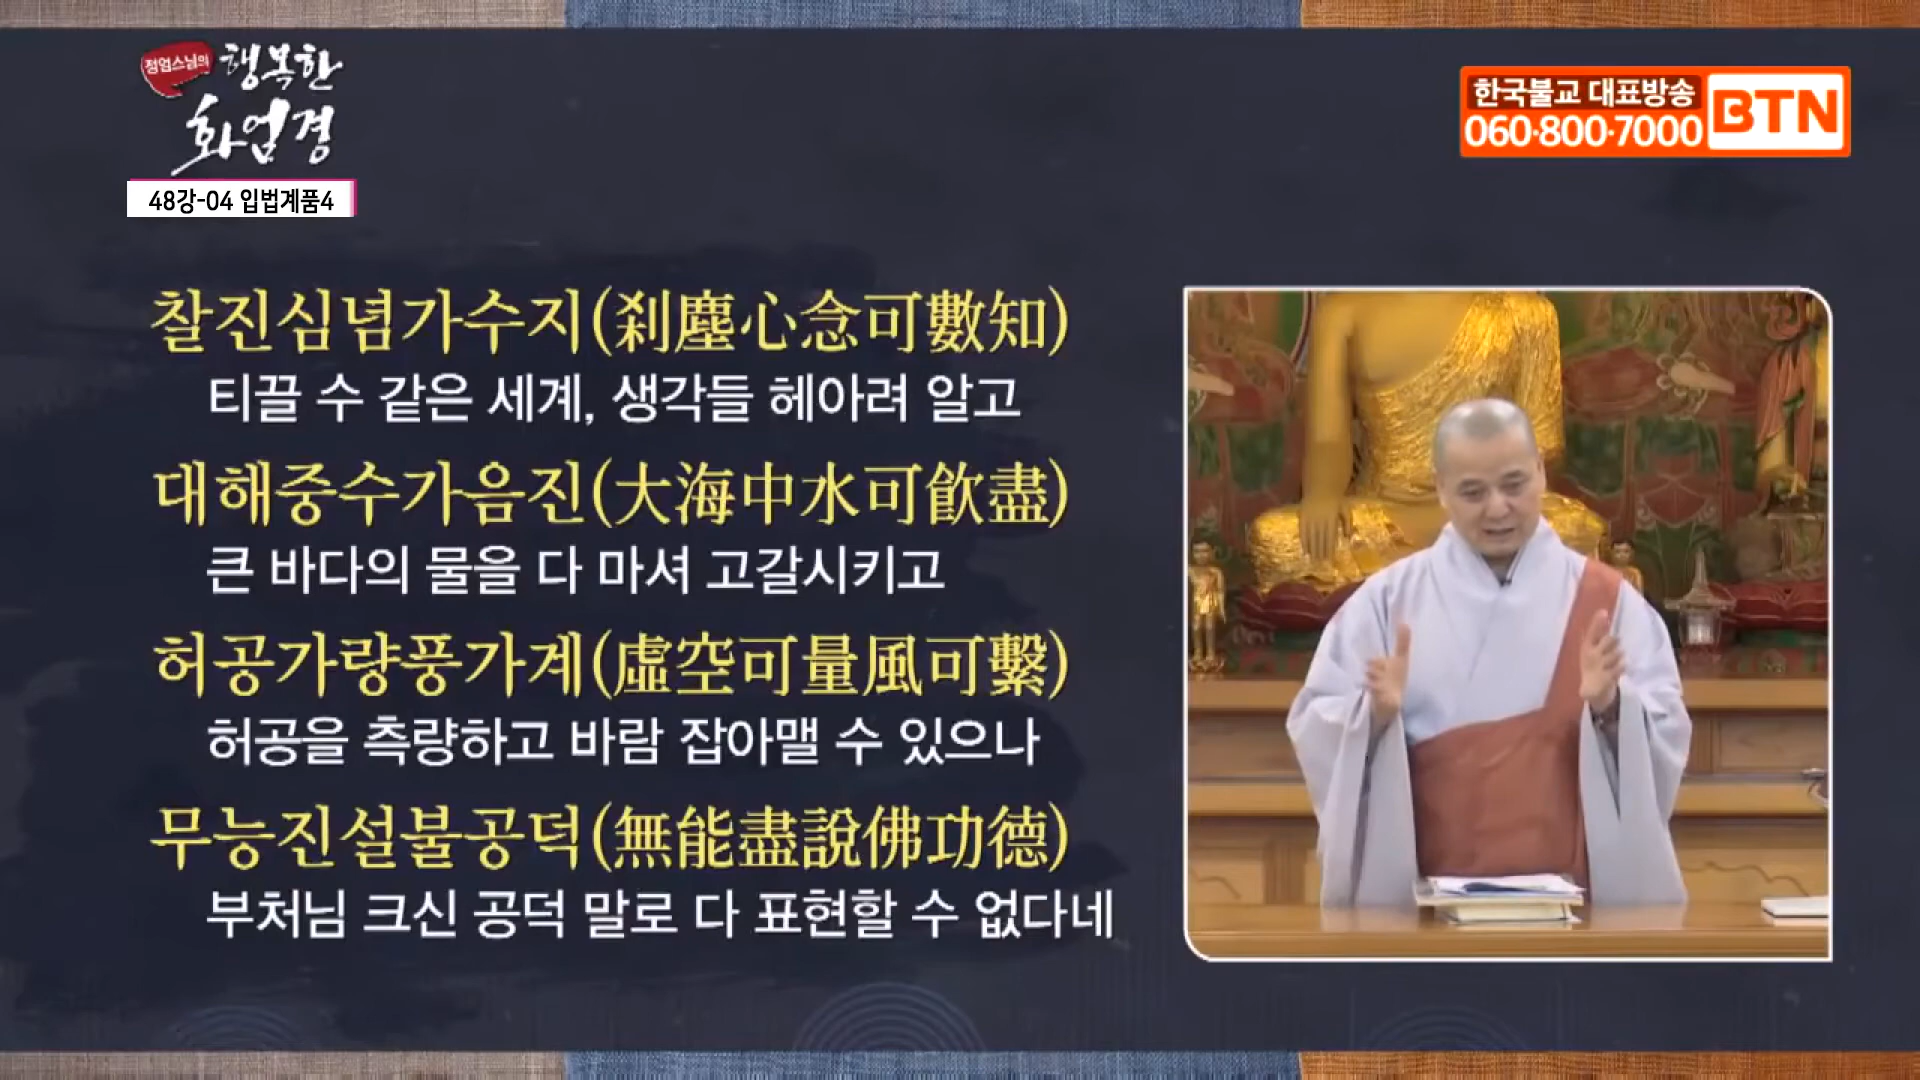 정엄스님의
행복한
화엄경
48강-04 입법계품4
한국불교 대표방송
060·800·7000
BTN
찰진심념가수지(刹塵心念可數知)
티끌 수 같은 세계, 생각들 헤아려 알고
대해중수가음진(大海中水可飮盡)
큰 바다의 물을 다 마셔 고갈시키고
허공가량풍가계(虛空可量風可繫)
허공을 측량하고 바람 잡아맬 수 있으나
무능진설불공덕(無能盡說佛功德)
부처님 크신 공덕 말로 다 표현할 수 없다네